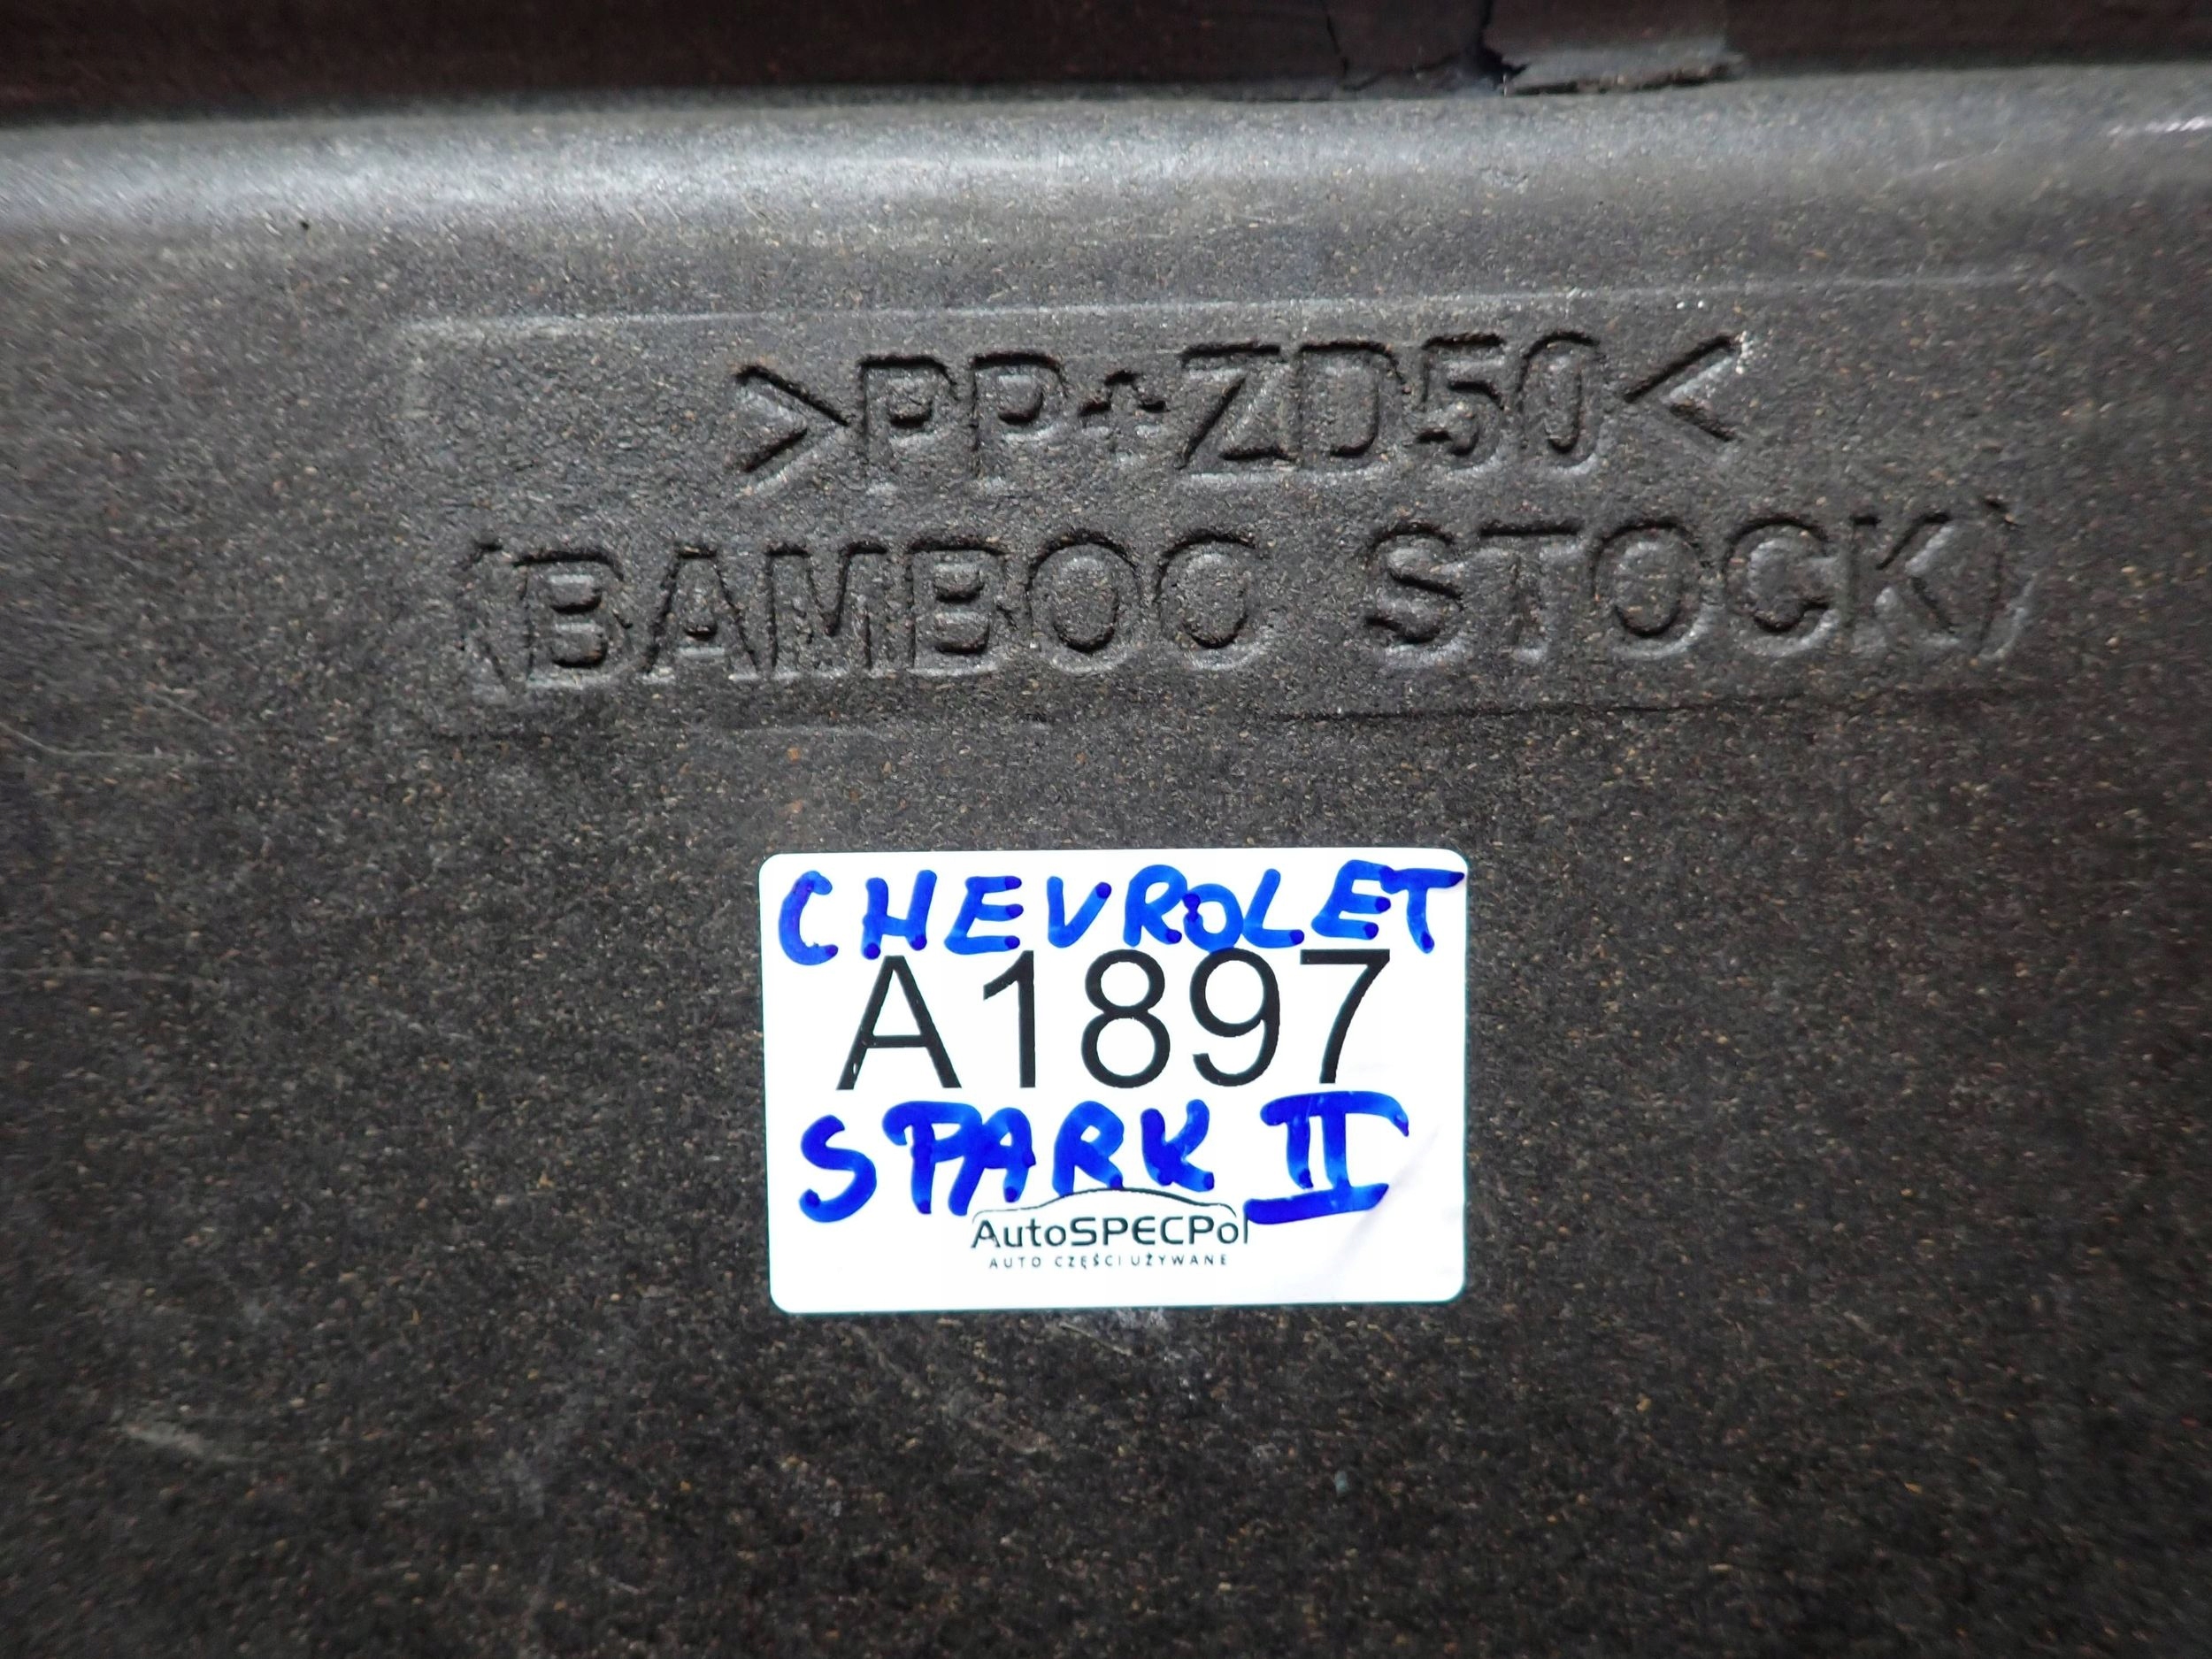 >PP+ZD50<
(BAMBOO STOCK)
CHEVROLET
A1897
SPARK II
AutoSPECPol
AUTO CZĘŚCI UŻYWANE